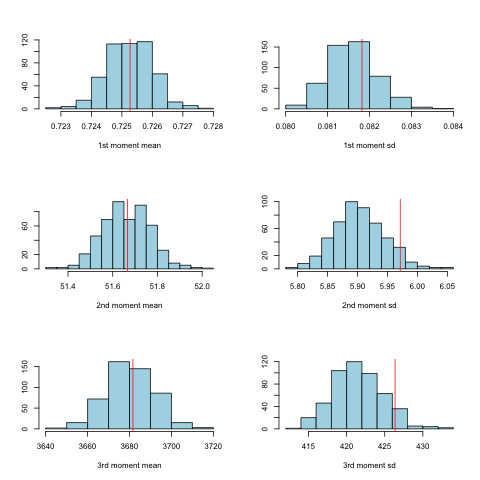 0 40 80 120
0.723 0.724 0.725 0.726 0.727 0.728
1st moment mean
0 50 100 150
0.080 0.081 0.082 0.083 0.084
1st moment sd
0 20 60
51.4 51.6 51.8 52.0
2nd moment mean
0 20 60 100
5.80 5.85 5.90 5.95 6.00 6.05
2nd moment sd
0 50 100 150
3640 3660 3680 3700 3720
3rd moment mean
0 40 80 120
415 420 425 430
3rd moment sd